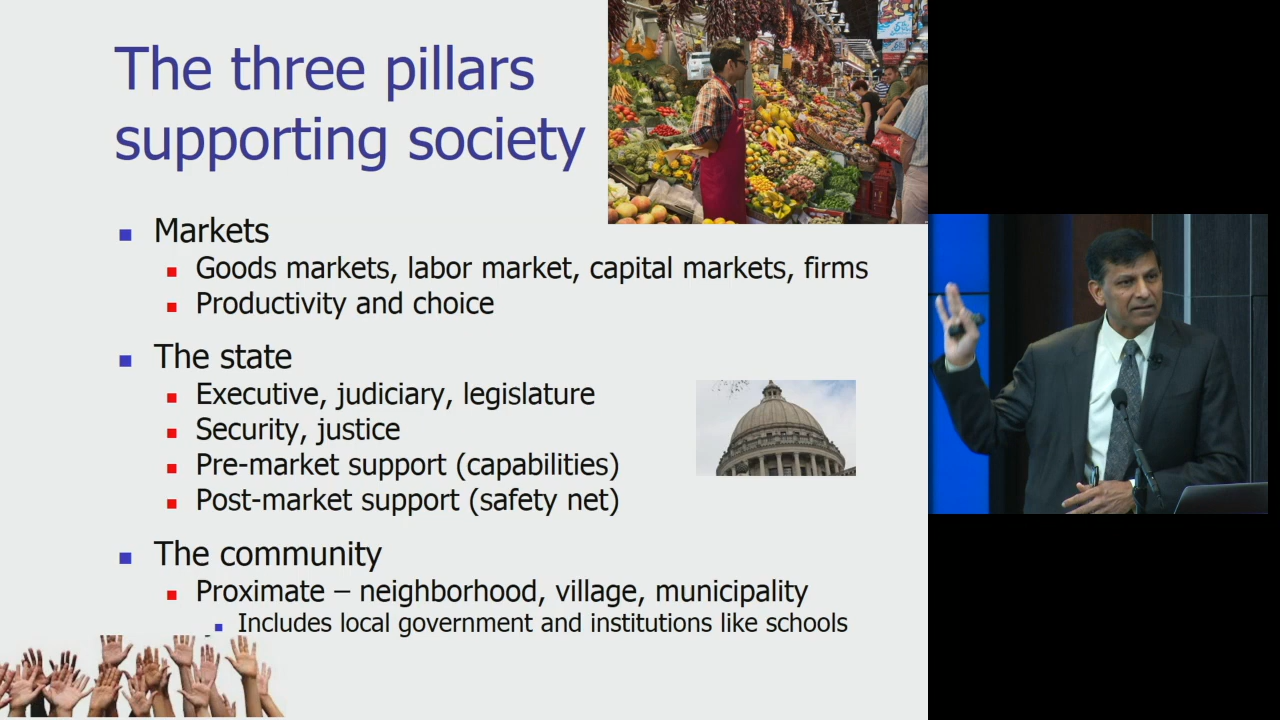 The three pillars
supporting society
Markets
Goods markets, labor market, capital markets, firms
Productivity and choice
The state
Executive, judiciary, legislature
Security, justice
Pre-market support (capabilities)
Post-market support (safety net)
The community
Proximate – neighborhood, village, municipality
Includes local government and institutions like schools